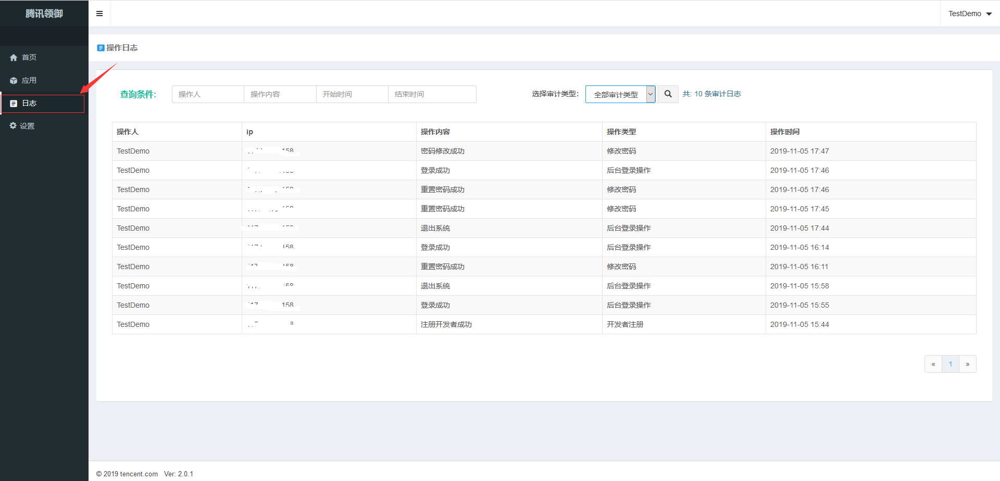 腾讯领御
TestDemo
首页
应用
日志
设置
操作日志
查询条件: 操作人 操作内容 开始时间 结束时间 选择审计类型: 全部审计类型 共: 10 条审计日志
操作人 ip 操作内容 操作类型 操作时间
TestDemo 158 密码修改成功 修改密码 2019-11-05 17:47
TestDemo 登录成功 后台登录操作 2019-11-05 17:46
TestDemo 重置密码成功 修改密码 2019-11-05 17:46
TestDemo 重置密码成功 修改密码 2019-11-05 17:45
TestDemo 退出系统 后台登录操作 2019-11-05 17:44
TestDemo 158 登录成功 后台登录操作 2019-11-05 16:14
TestDemo 158 重置密码成功 修改密码 2019-11-05 16:11
TestDemo 退出系统 后台登录操作 2019-11-05 15:58
TestDemo 158 登录成功 后台登录操作 2019-11-05 15:55
TestDemo 注册开发者成功 开发者注册 2019-11-05 15:44
« 1 »
© 2019 tencent.com Ver: 2.0.1